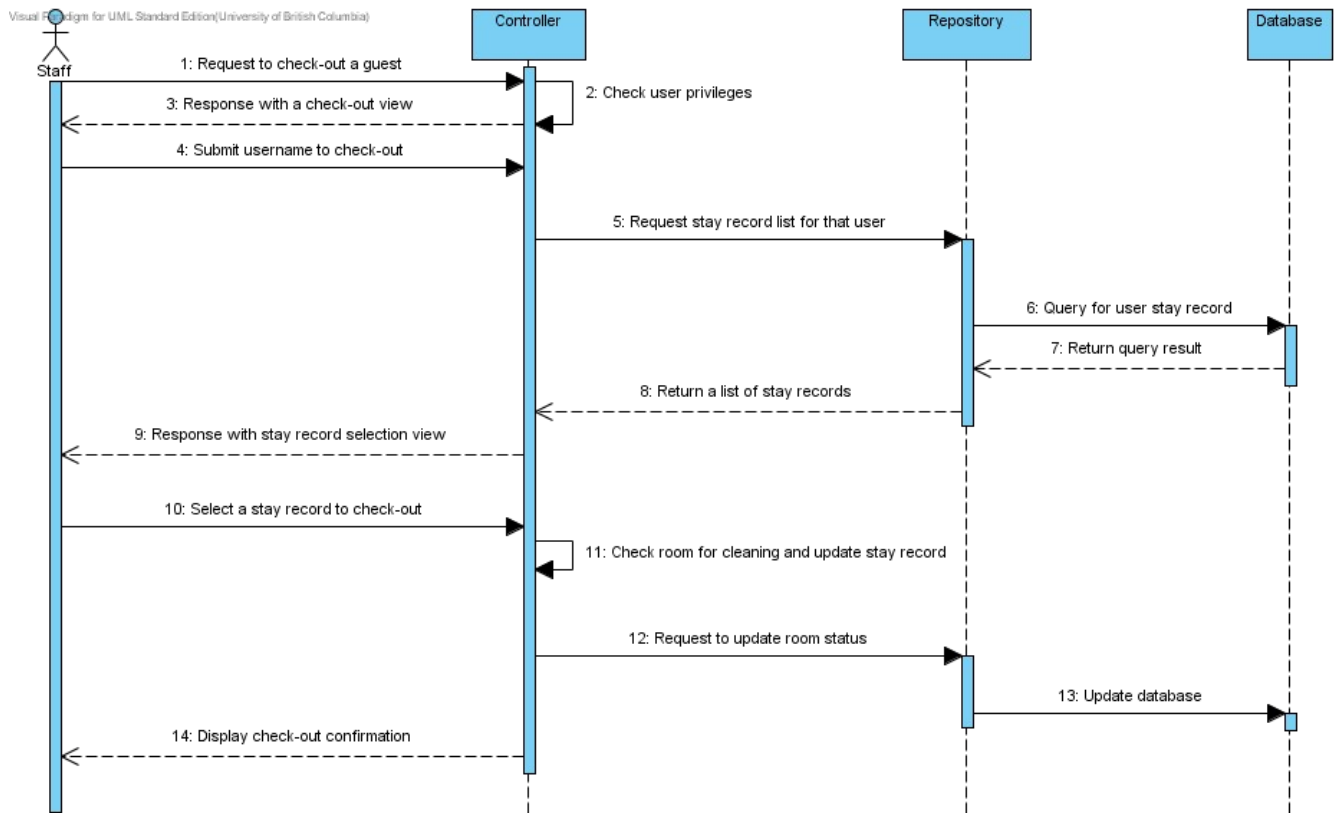 Visual Paradigm for UML Standard Edition(University of British Columbia)
Controller
Repository
Database
Staff
1: Request to check-out a guest
2: Check user privileges
3: Response with a check-out view
4: Submit username to check-out
5: Request stay record list for that user
6: Query for user stay record
7: Return query result
8: Return a list of stay records
9: Response with stay record selection view
10: Select a stay record to check-out
11: Check room for cleaning and update stay record
12: Request to update room status
13: Update database
14: Display check-out confirmation